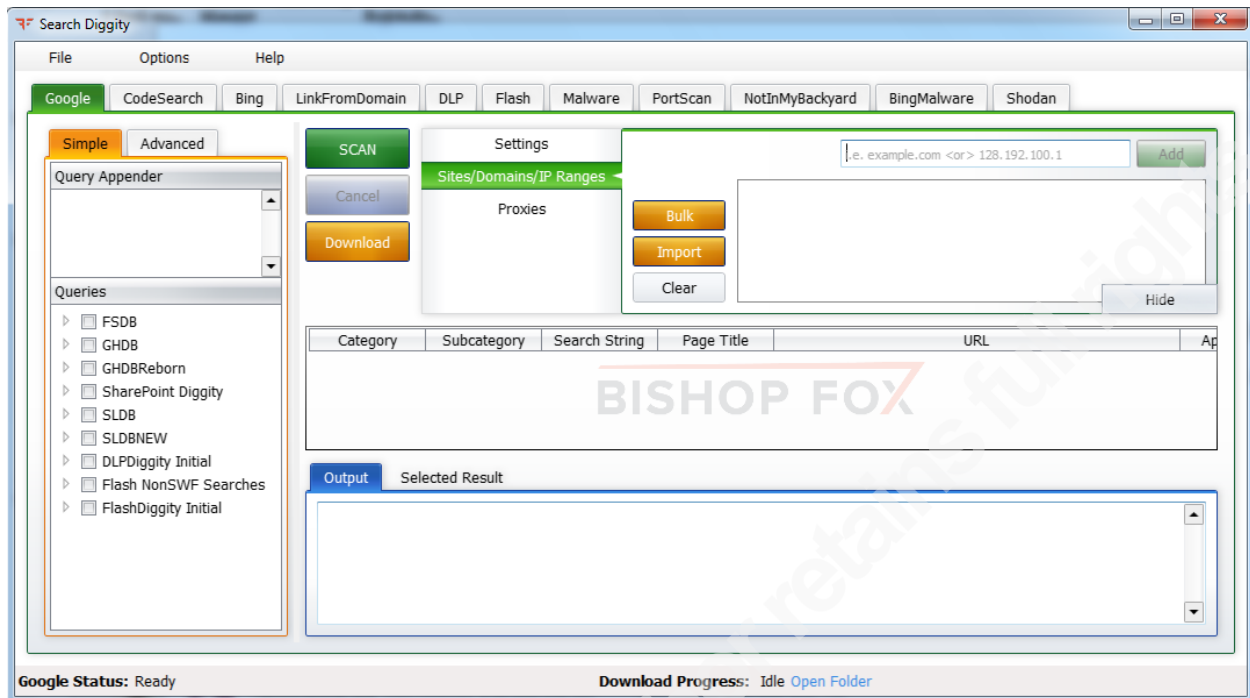 Search Diggity
File Options Help
Google CodeSearch Bing LinkFromDomain DLP Flash Malware PortScan NotInMyBackyard BingMalware Shodan
Simple Advanced
Query Appender
Queries
FSDB
GHDB
GHDBReborn
SharePoint Diggity
SLDB
SLDBNEW
DLPDiggity Initial
Flash NonSWF Searches
FlashDiggity Initial
SCAN
Cancel
Download
Settings
Sites/Domains/IP Ranges
Proxies
i.e. example.com <or> 128.192.100.1 Add
Bulk
Import
Clear
Hide
Category Subcategory Search String Page Title URL Ap
BISHOP FOX
Output Selected Result
Google Status: Ready Download Progress: Idle Open Folder
retains full rights